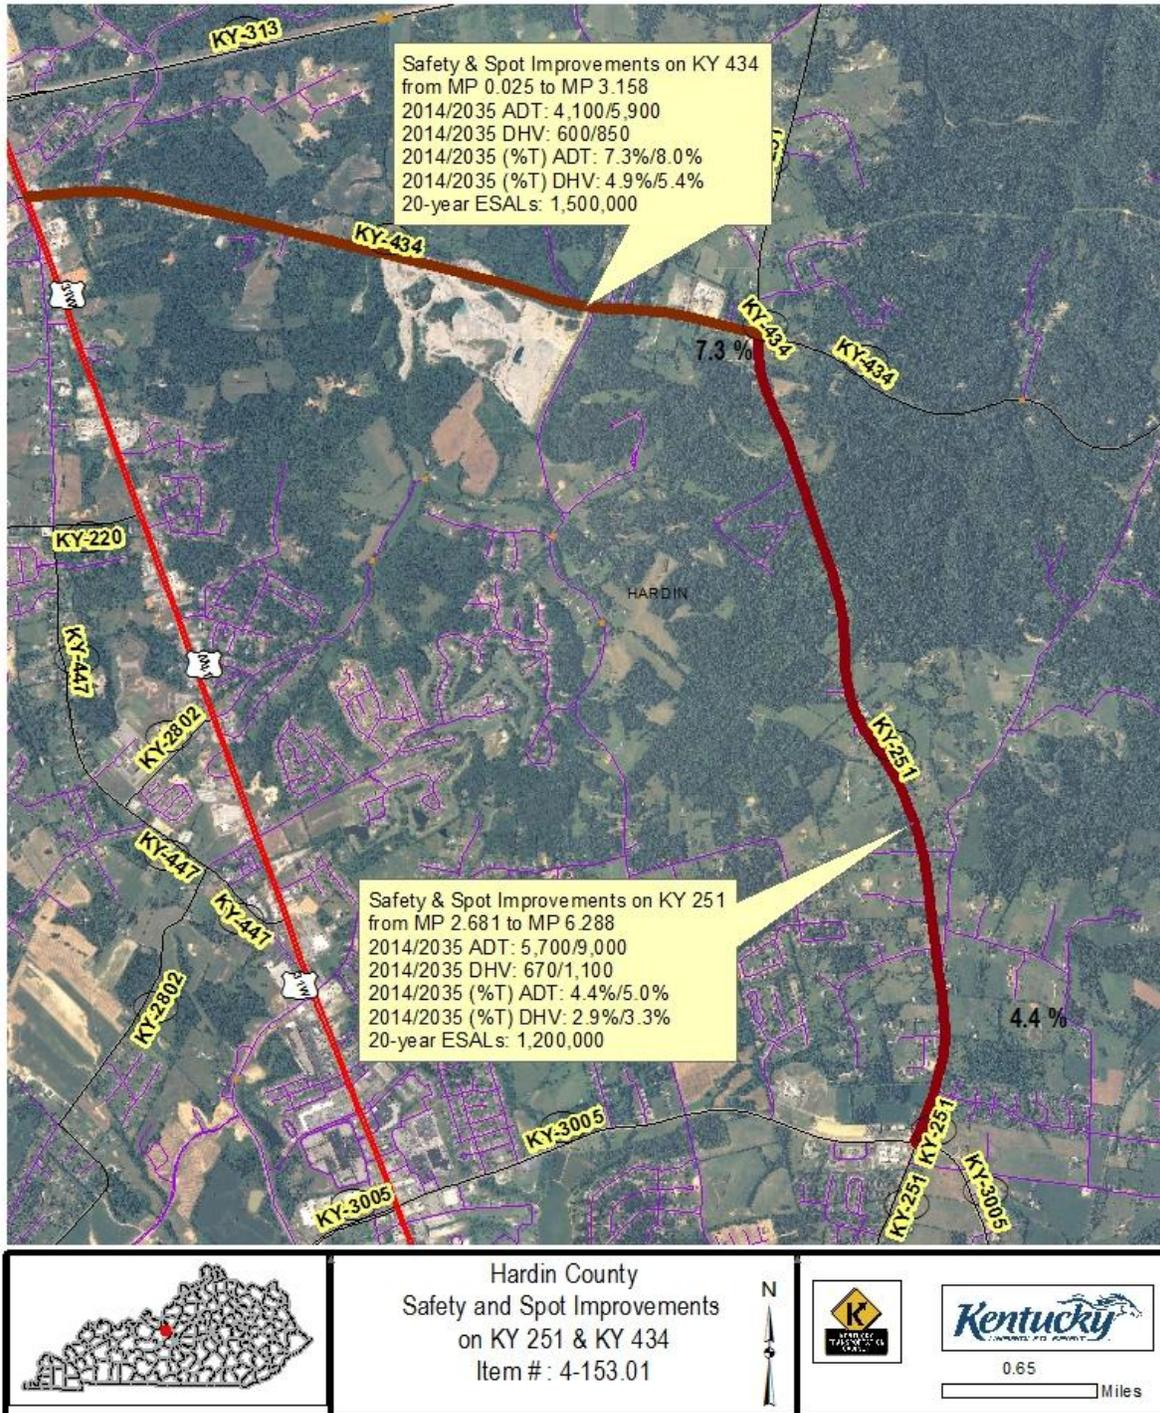 KY-313
Safety & Spot Improvements on KY 434
from MP 0.025 to MP 3.158
2014/2035 ADT: 4,100/5,900
2014/2035 DHV: 600/850
2014/2035 (%T) ADT: 7.3%/8.0%
2014/2035 (%T) DHV: 4.9%/5.4%
20-year ESALs: 1,500,000
KY-434
31W
KY-434
7.3 %
KY-434
KY-220
HARDIN
KY-447
31W
KY-2802
KY-251
KY-447
KY-447
Safety & Spot Improvements on KY 251
from MP 2.681 to MP 6.288
2014/2035 ADT: 5,700/9,000
2014/2035 DHV: 670/1,100
2014/2035 (%T) ADT: 4.4%/5.0%
2014/2035 (%T) DHV: 2.9%/3.3%
20-year ESALs: 1,200,000
31W
KY-2802
4.4 %
KY-3005
KY-251
KY-3005
KY-251
KY-3005
Hardin County
Safety and Spot Improvements
on KY 251 & KY 434
Item # : 4-153.01
N
K
KENTUCKY
TRANSPORTATION
CABINET
Kentucky
0.65
Miles